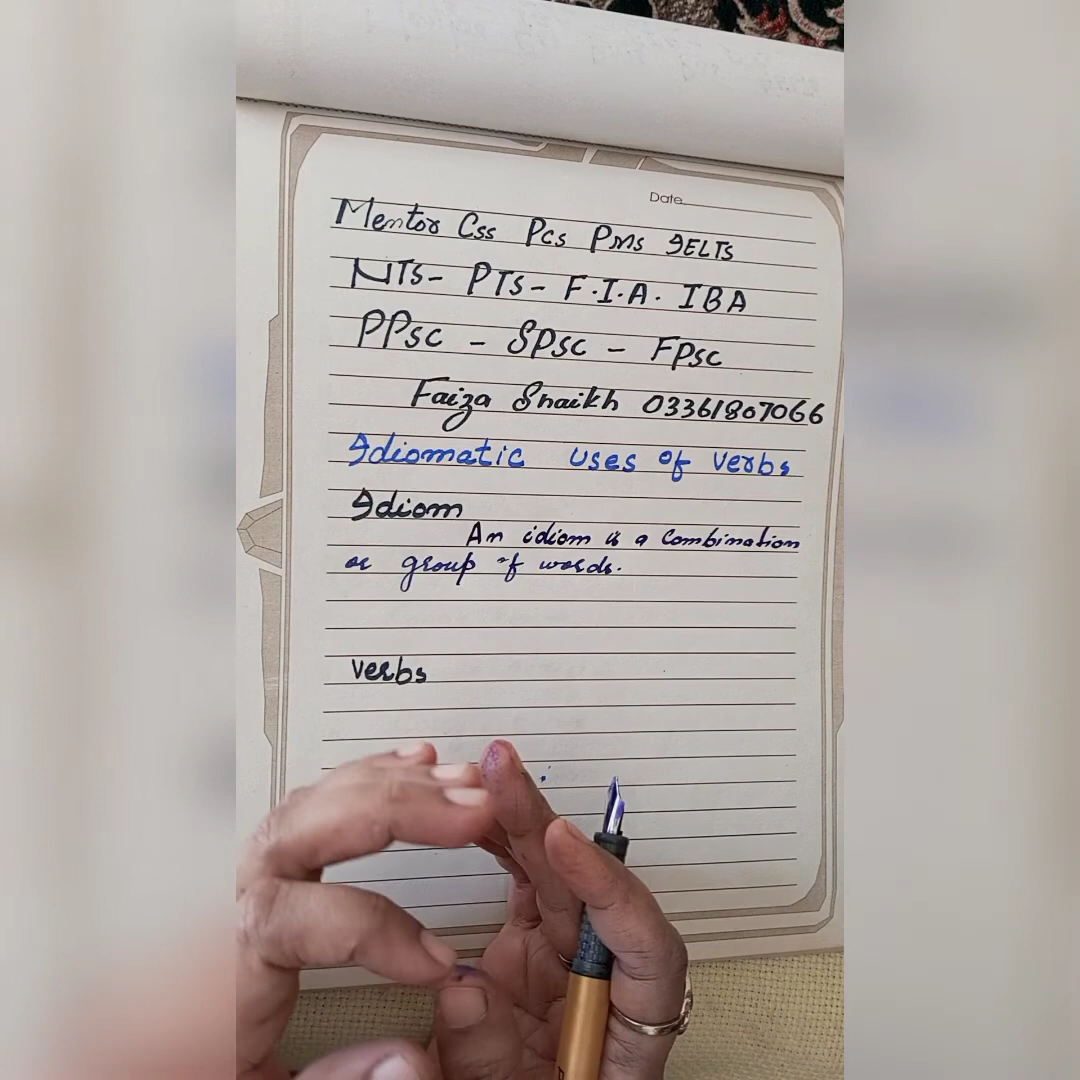 Date
Mentor Css Pcs PMs IELTS
NTS- PTS- F.I.A. IBA
PPsc - SPsc - FPsc
Faiza Shaikh 03361807066
Idiomatic uses of verbs
Idiom
An idiom is a Combination
or group of words.
verbs